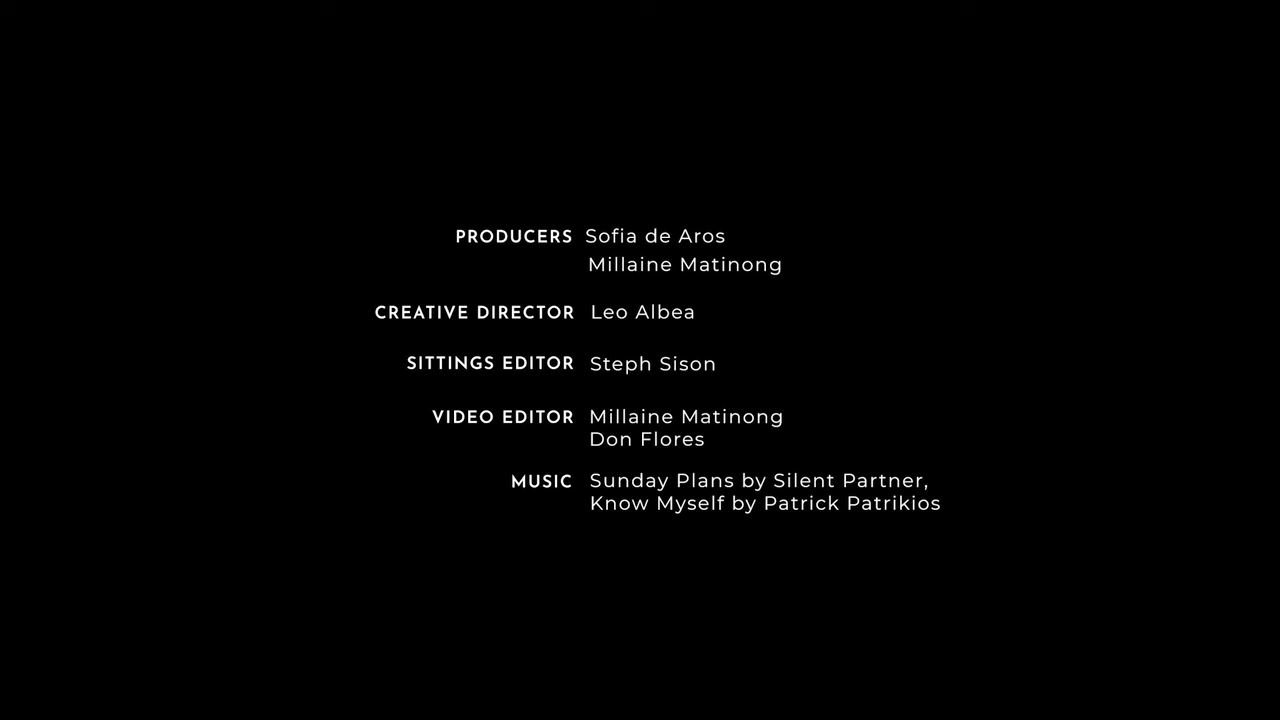 PRODUCERS Sofia de Aros
Millaine Matinong
CREATIVE DIRECTOR Leo Albea
SITTINGS EDITOR Steph Sison
VIDEO EDITOR Millaine Matinong
Don Flores
MUSIC Sunday Plans by Silent Partner,
Know Myself by Patrick Patrikios